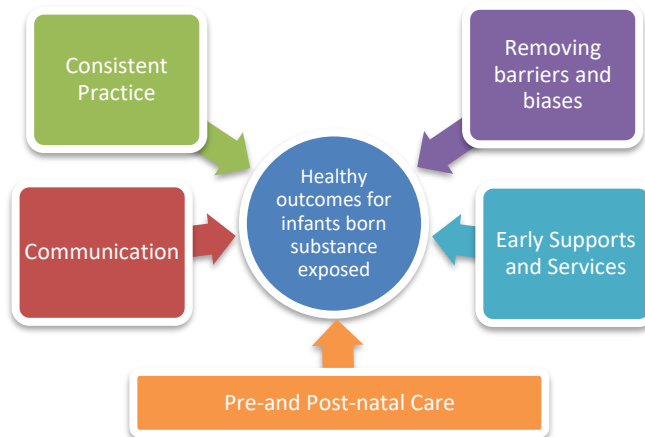 Consistent
Practice
Removing
barriers and
biases
Healthy
outcomes for
infants born
substance
exposed
Communication
Early Supports
and Services
Pre-and Post-natal Care